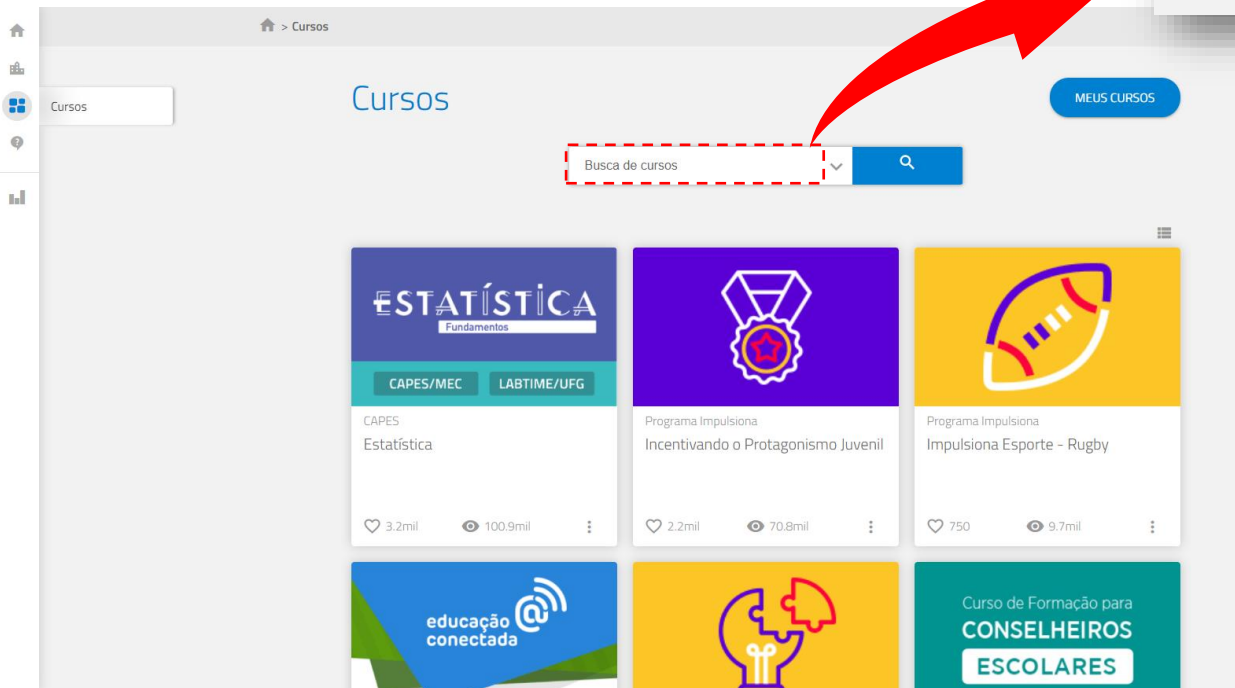 > Cursos
Cursos
Cursos
MEUS CURSOS
Busca de cursos
ESTATÍSTICA
Fundamentos
CAPES/MEC LABTIME/UFG
CAPES
Estatística
3.2mil 100.9mil
Programa Impulsiona
Incentivando o Protagonismo Juvenil
2.2mil 70.8mil
Programa Impulsiona
Impulsiona Esporte - Rugby
750 9.7mil
educação
conectada
Curso de Formação para
CONSELHEIROS
ESCOLARES